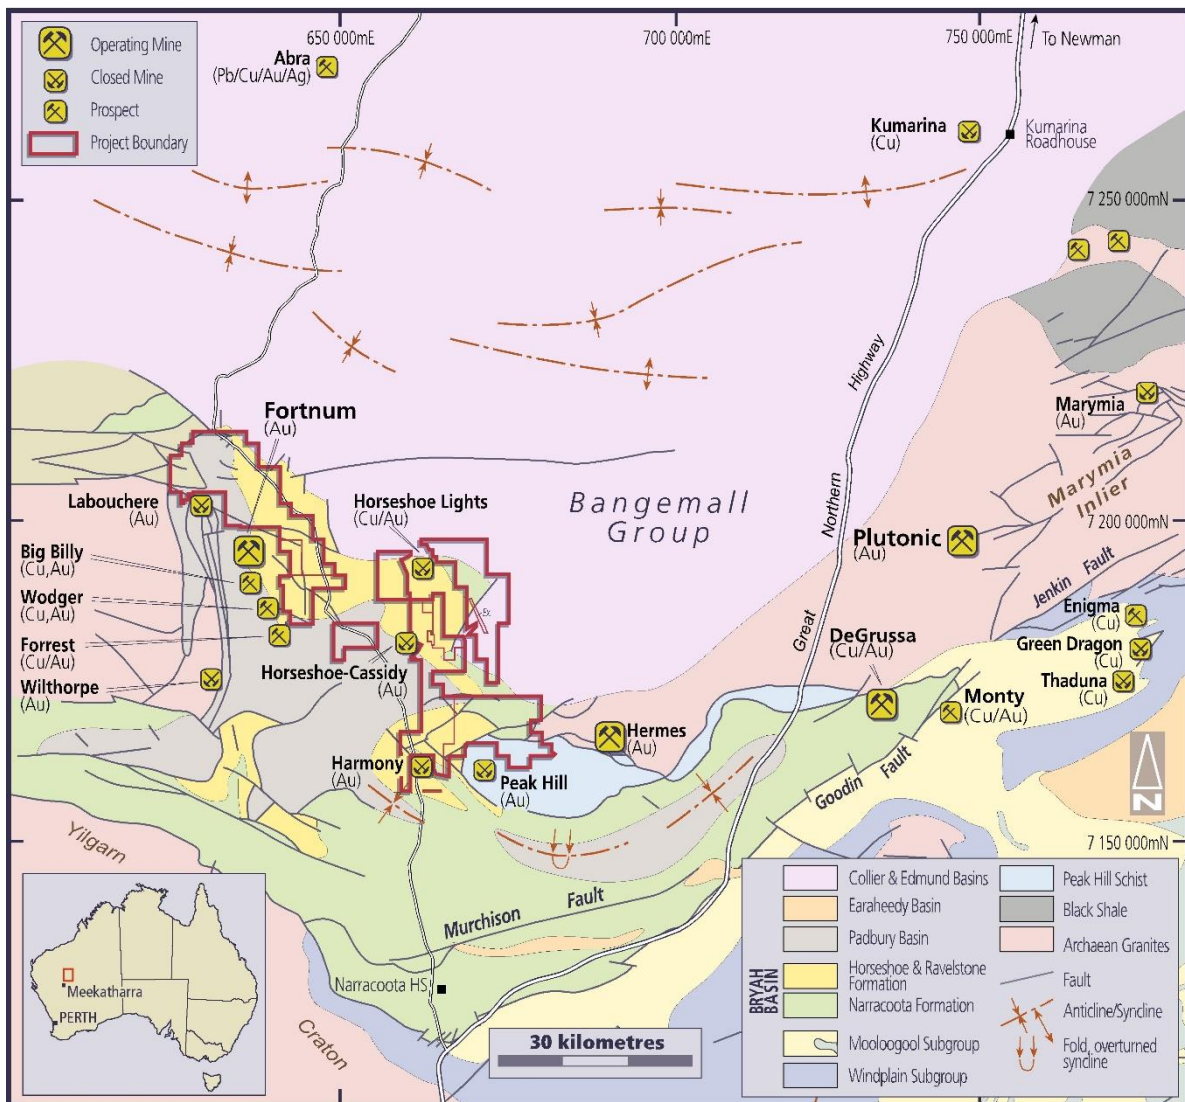 Operating Mine
Closed Mine
Prospect
Project Boundary
650 000mE
700 000mE
750 000mE
To Newman
Abra
(Pb/Cu/Au/Ag)
Kumarina
(Cu)
Kumarina
Roadhouse
7 250 000mN
Highway
Northern
Great
Marymia
(Au)
Marymia
Inlier
Fortnum
(Au)
Labouchere
(Au)
Horseshoe Lights
(Cu/Au)
Bangemall
Group
Plutonic
(Au)
7 200 000mN
Big Billy
(Cu,Au)
Wodger
(Cu,Au)
Forrest
(Cu/Au)
Wilthorpe
(Au)
Jenkin Fault
Enigma
(Cu)
Green Dragon
(Cu)
Thaduna
(Cu)
DeGrussa
(Cu/Au)
Monty
(Cu/Au)
Horseshoe-Cassidy
(Au)
Hermes
(Au)
Harmony
(Au)
Peak Hill
(Au)
Goodin Fault
N
Yilgarn
Craton
7 150 000mN
Murchison Fault
Narracoota HS
Meekatharra
PERTH
30 kilometres
Collier & Edmund Basins
Earaheedy Basin
Padbury Basin
BRYAH
BASIN
Horseshoe & Ravelstone
Formation
Narracoota Formation
Mooloogool Subgroup
Windplain Subgroup
Peak Hill Schist
Black Shale
Archaean Granites
Fault
Anticline/Syncline
Fold, overturned
syncline